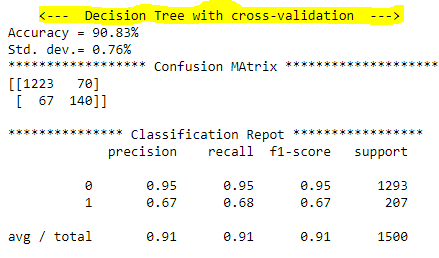 <--- Decision Tree with cross-validation --->
Accuracy = 90.83%
Std. dev.= 0.76%
****************** Confusion MAtrix ********************
[[1223 70]
[ 67 140]]
*************** Classification Repot *****************
precision recall f1-score support
0 0.95 0.95 0.95 1293
1 0.67 0.68 0.67 207
avg / total 0.91 0.91 0.91 1500